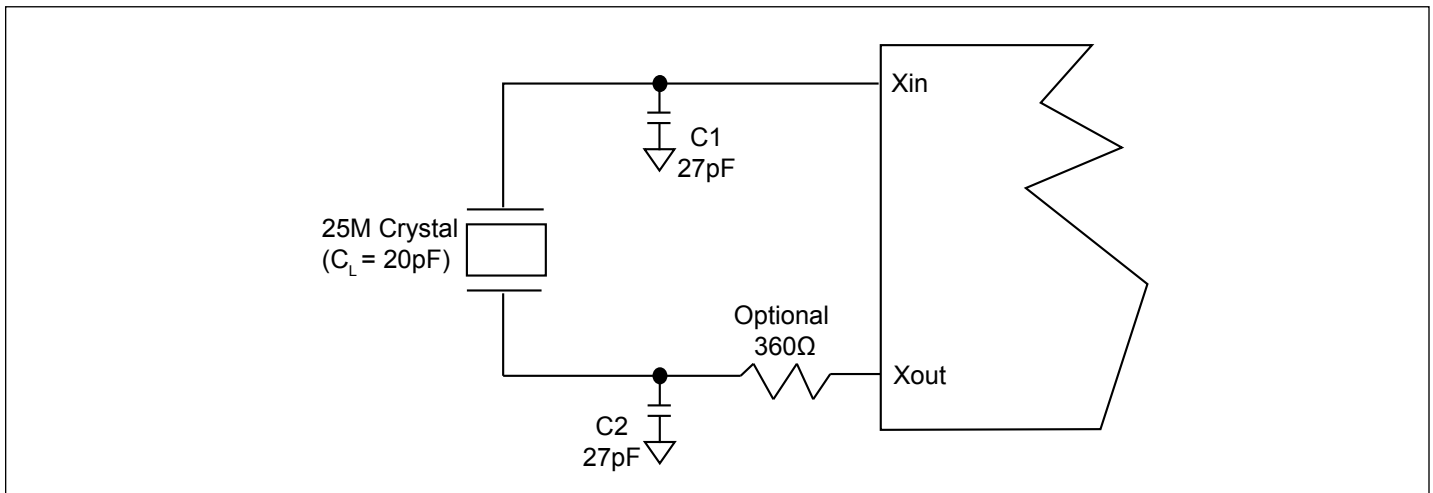 Xin
C1
27pF
25M Crystal
(C_L = 20pF)
Optional
360Ω
Xout
C2
27pF